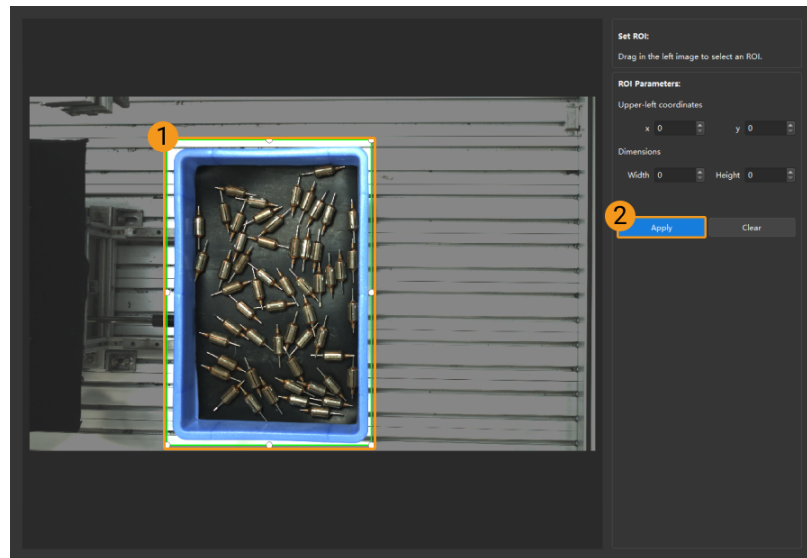 Set ROI:
Drag in the left image to select an ROI.
ROI Parameters:
Upper-left coordinates
x 0 y 0
Dimensions
Width 0 Height 0
1
2
Apply Clear